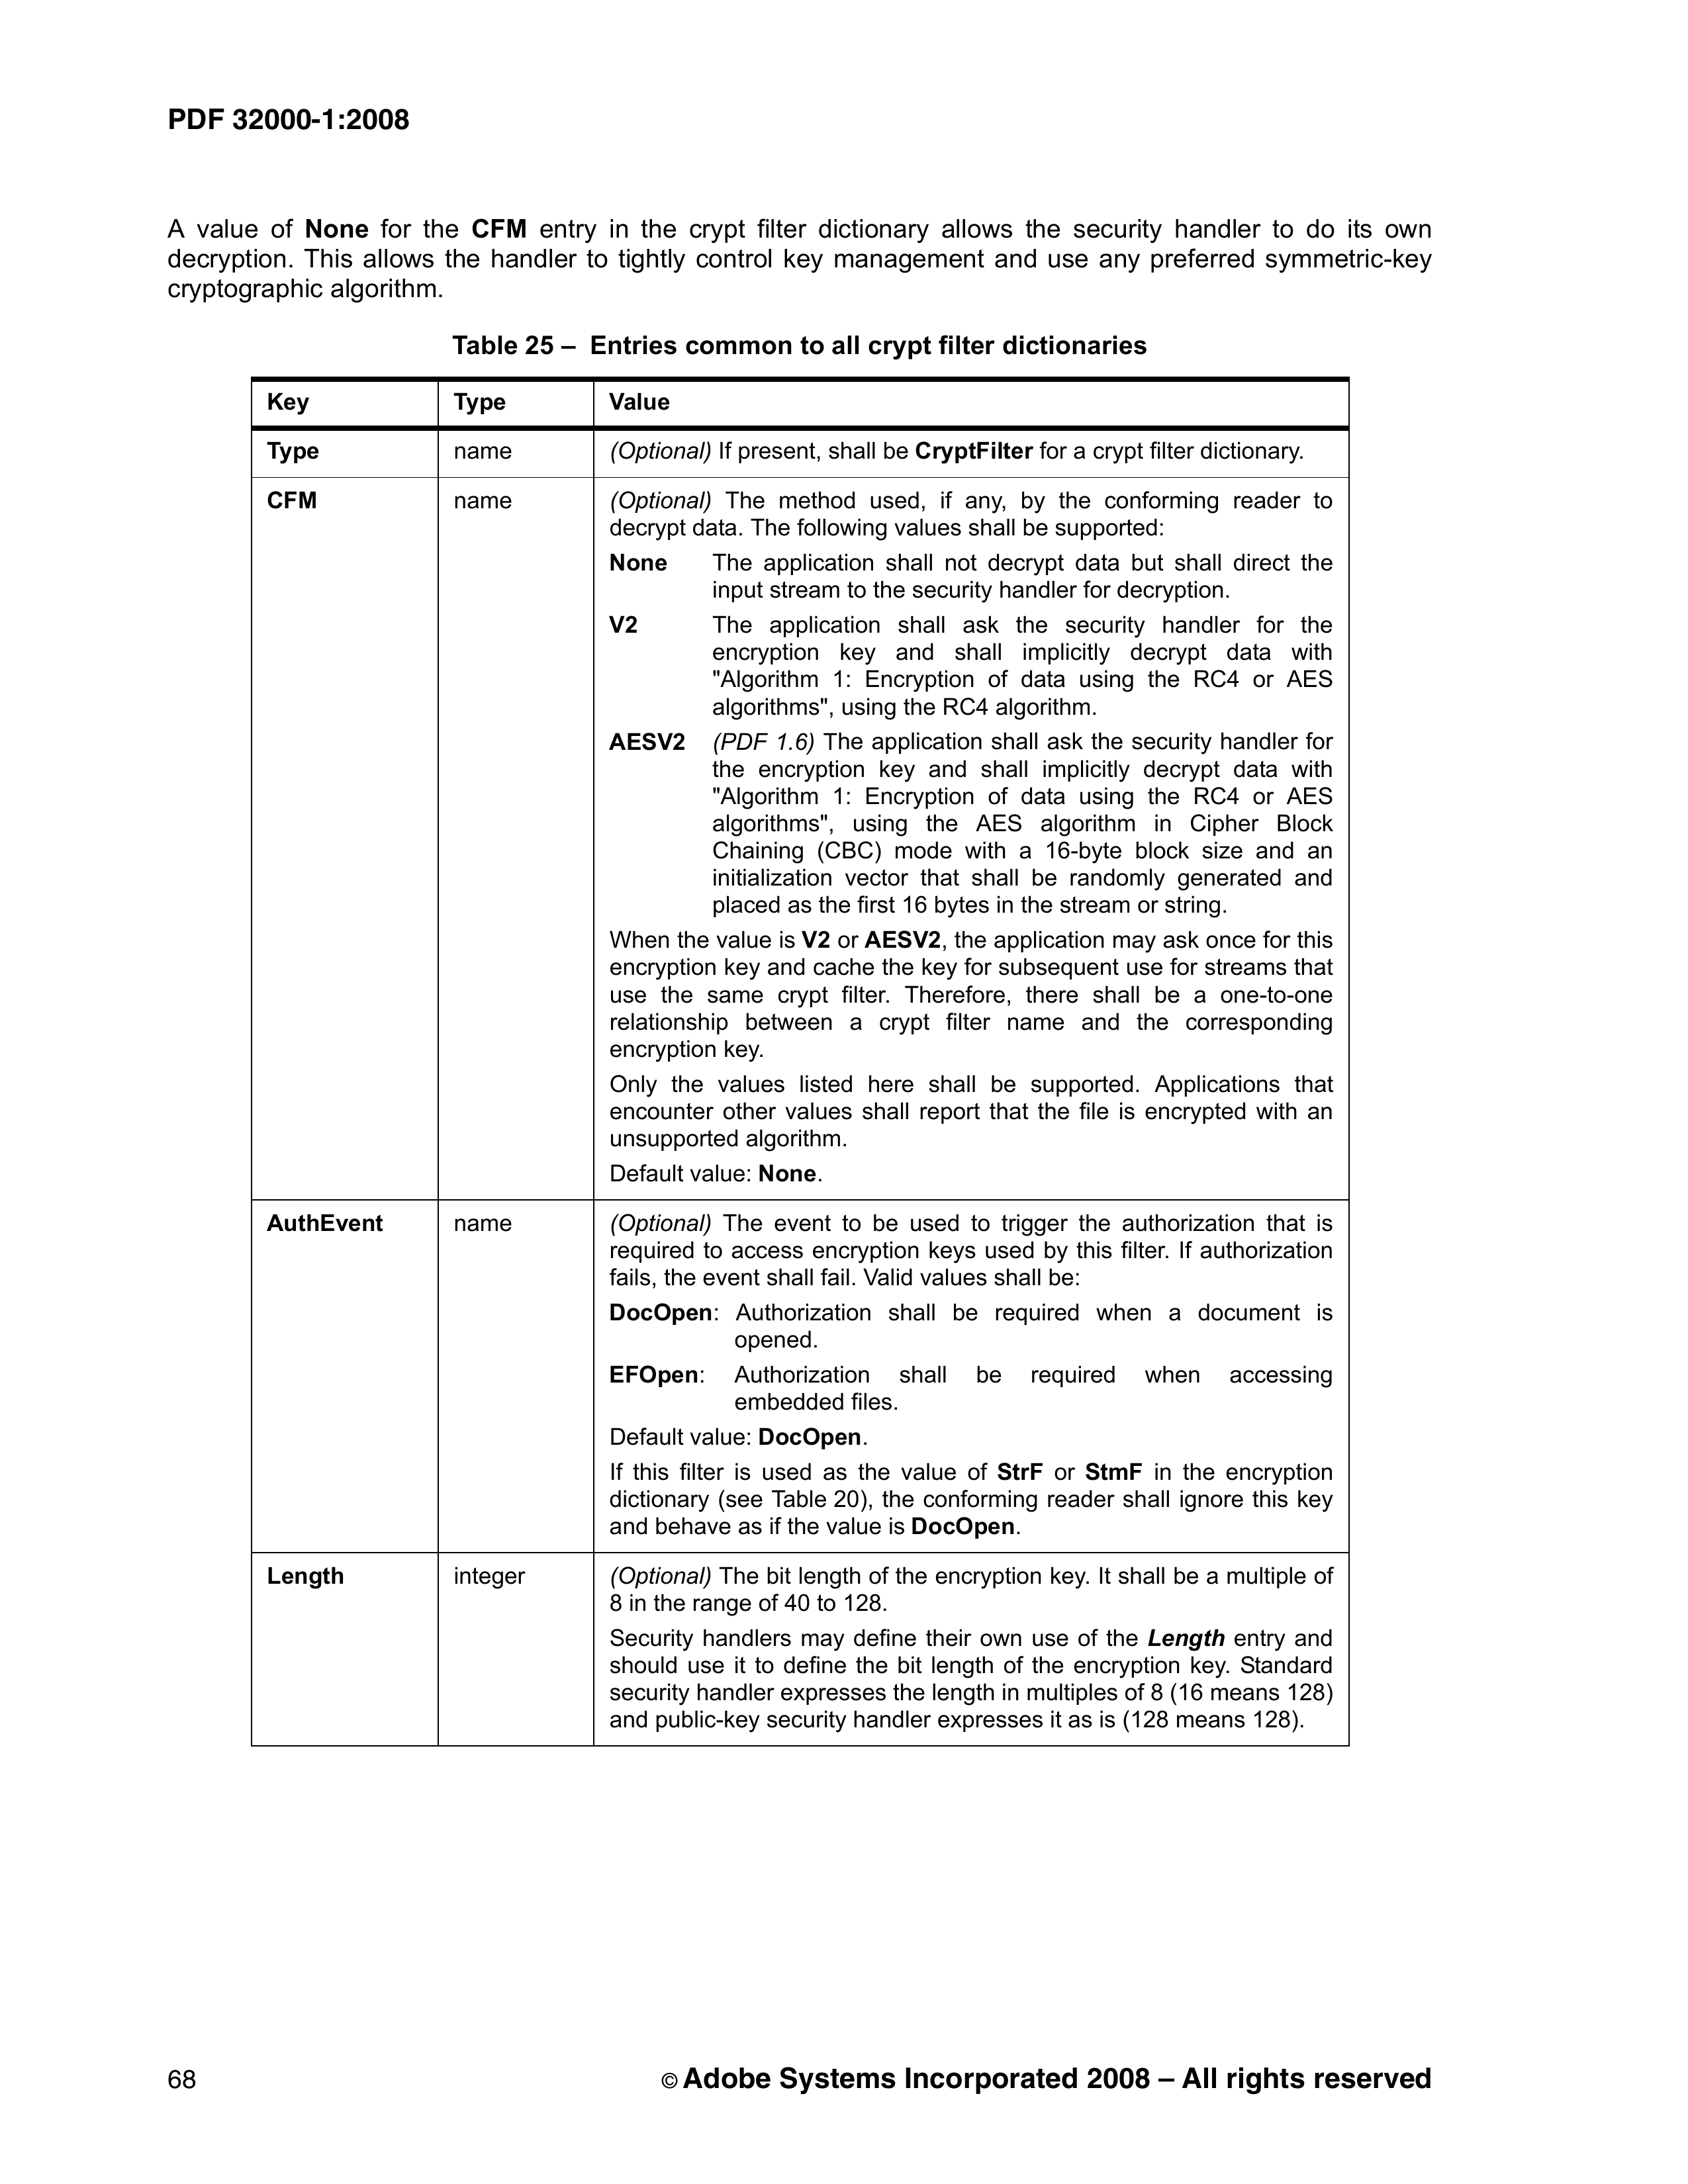 PDF 32000-1:2008
A value of None for the CFM entry in the crypt filter dictionary allows the security handler to do its own
decryption. This allows the handler to tightly control key management and use any preferred symmetric-key
cryptographic algorithm.
Table 25 – Entries common to all crypt filter dictionaries
Key Type Value
Type name (Optional) If present, shall be CryptFilter for a crypt filter dictionary.
CFM name (Optional) The method used, if any, by the conforming reader to
decrypt data. The following values shall be supported:
None The application shall not decrypt data but shall direct the
input stream to the security handler for decryption.
V2 The application shall ask the security handler for the
encryption key and shall implicitly decrypt data with
"Algorithm 1: Encryption of data using the RC4 or AES
algorithms", using the RC4 algorithm.
AESV2 (PDF 1.6) The application shall ask the security handler for
the encryption key and shall implicitly decrypt data with
"Algorithm 1: Encryption of data using the RC4 or AES
algorithms", using the AES algorithm in Cipher Block
Chaining (CBC) mode with a 16-byte block size and an
initialization vector that shall be randomly generated and
placed as the first 16 bytes in the stream or string.
When the value is V2 or AESV2, the application may ask once for this
encryption key and cache the key for subsequent use for streams that
use the same crypt filter. Therefore, there shall be a one-to-one
relationship between a crypt filter name and the corresponding
encryption key.
Only the values listed here shall be supported. Applications that
encounter other values shall report that the file is encrypted with an
unsupported algorithm.
Default value: None.
AuthEvent name (Optional) The event to be used to trigger the authorization that is
required to access encryption keys used by this filter. If authorization
fails, the event shall fail. Valid values shall be:
DocOpen: Authorization shall be required when a document is
opened.
EFOpen: Authorization shall be required when accessing
embedded files.
Default value: DocOpen.
If this filter is used as the value of StrF or StmF in the encryption
dictionary (see Table 20), the conforming reader shall ignore this key
and behave as if the value is DocOpen.
Length integer (Optional) The bit length of the encryption key. It shall be a multiple of
8 in the range of 40 to 128.
Security handlers may define their own use of the Length entry and
should use it to define the bit length of the encryption key. Standard
security handler expresses the length in multiples of 8 (16 means 128)
and public-key security handler expresses it as is (128 means 128).
68 © Adobe Systems Incorporated 2008 – All rights reserved